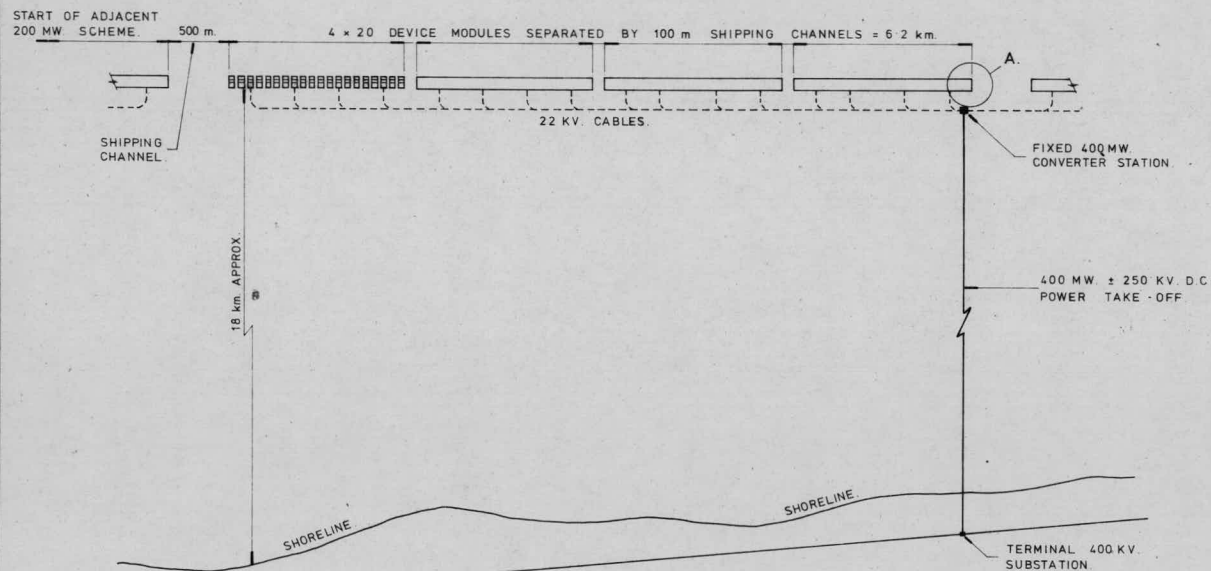 START OF ADJACENT
200 MW. SCHEME.
500 m.
4 × 20 DEVICE MODULES SEPARATED BY 100 m SHIPPING CHANNELS = 6·2 km.
A.
22 KV. CABLES.
SHIPPING
CHANNEL.
FIXED 400 MW.
CONVERTER STATION.
18 km. APPROX.
400 MW. ± 250 KV. D.C
POWER TAKE-OFF.
SHORELINE.
SHORELINE.
TERMINAL 400 KV.
SUBSTATION.